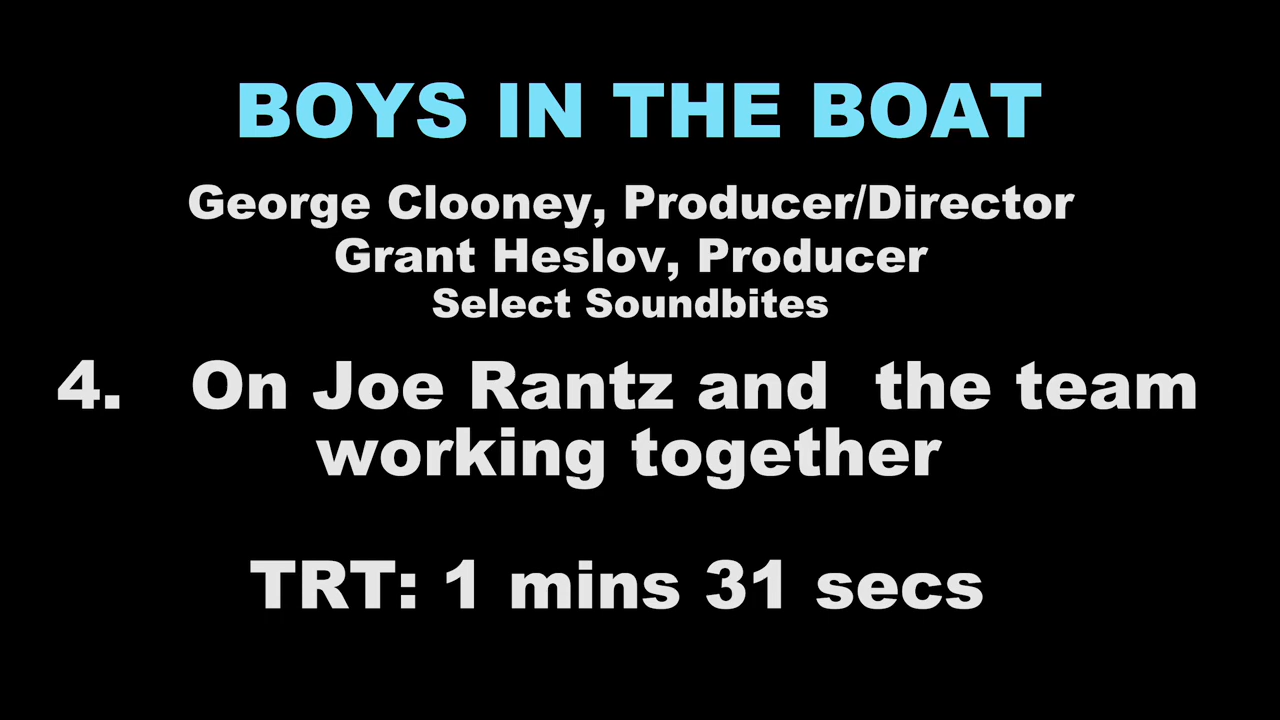 BOYS IN THE BOAT
George Clooney, Producer/Director
Grant Heslov, Producer
Select Soundbites
4. On Joe Rantz and the team
working together
TRT: 1 mins 31 secs